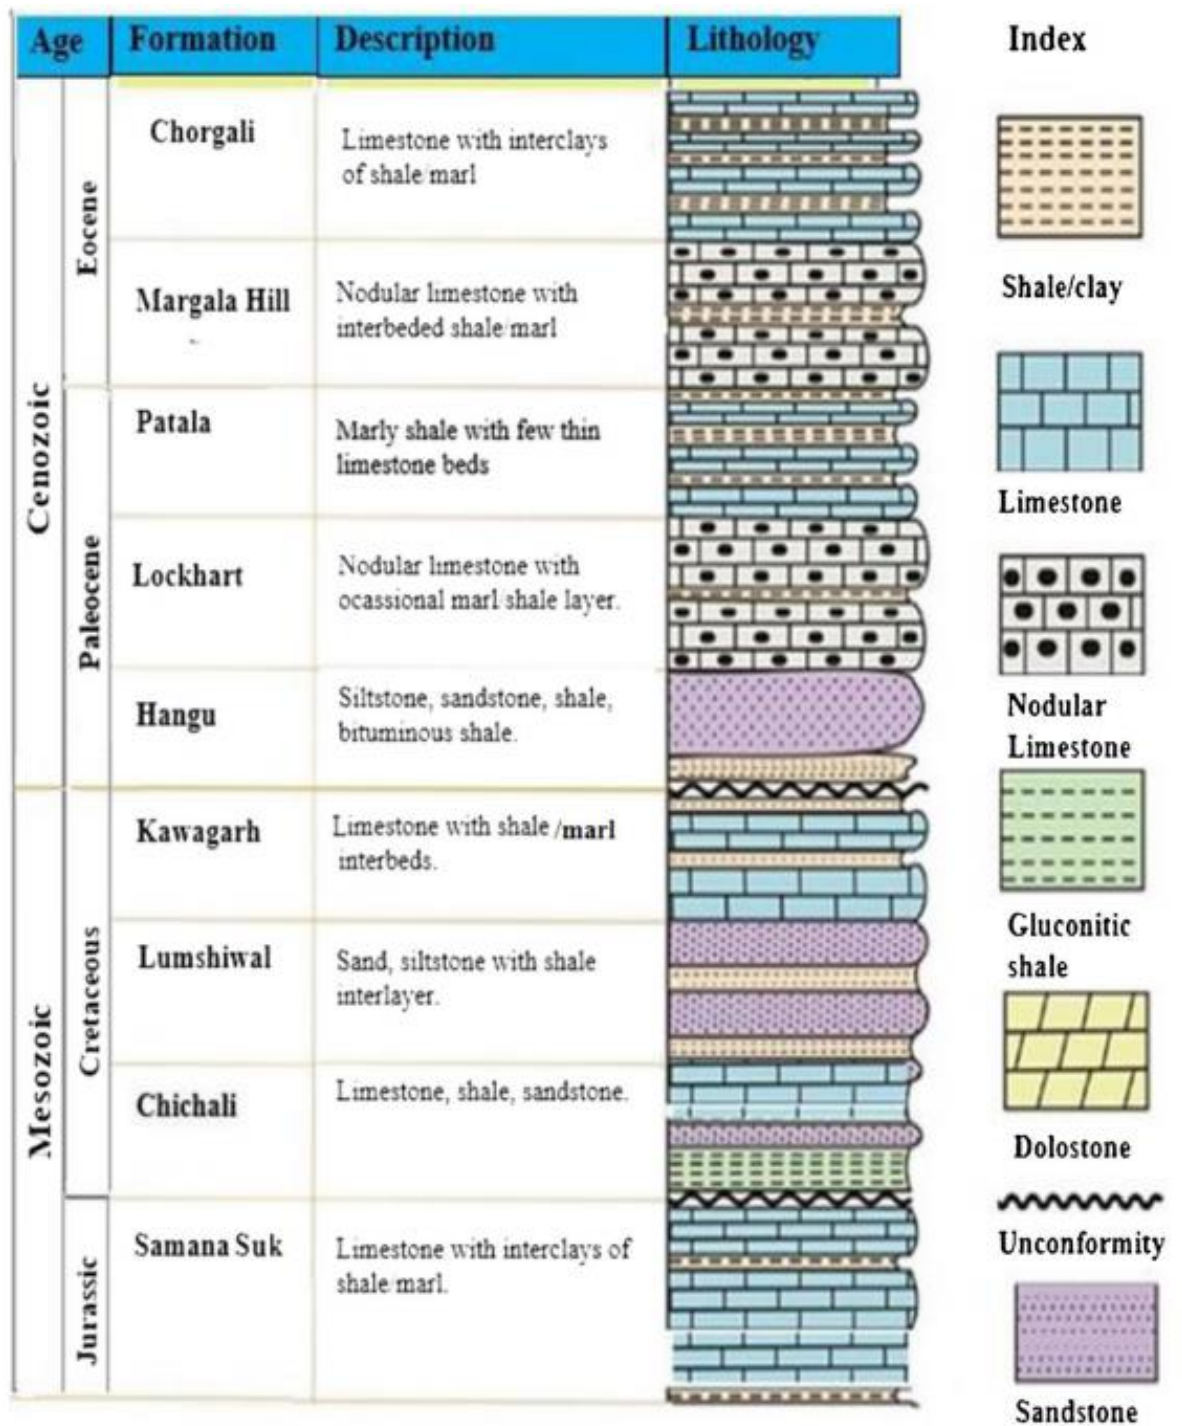 Age Formation Description Lithology Index
Cenozoic
Eocene
Chorgali
Limestone with interclays
of shale/marl
Margala Hill
Nodular limestone with
interbeded shale/marl
Paleocene
Patala
Marly shale with few thin
limestone beds
Lockhart
Nodular limestone with
ocassional marl shale layer.
Hangu
Siltstone, sandstone, shale,
bituminous shale.
Mesozoic
Cretaceous
Kawagarh
Limestone with shale /marl
interbeds.
Lumshiwal
Sand, siltstone with shale
interlayer.
Chichali
Limestone, shale, sandstone.
Jurassic
Samana Suk
Limestone with interclays of
shale marl.
Shale/clay
Limestone
Nodular
Limestone
Gluconitic
shale
Dolostone
Unconformity
Sandstone